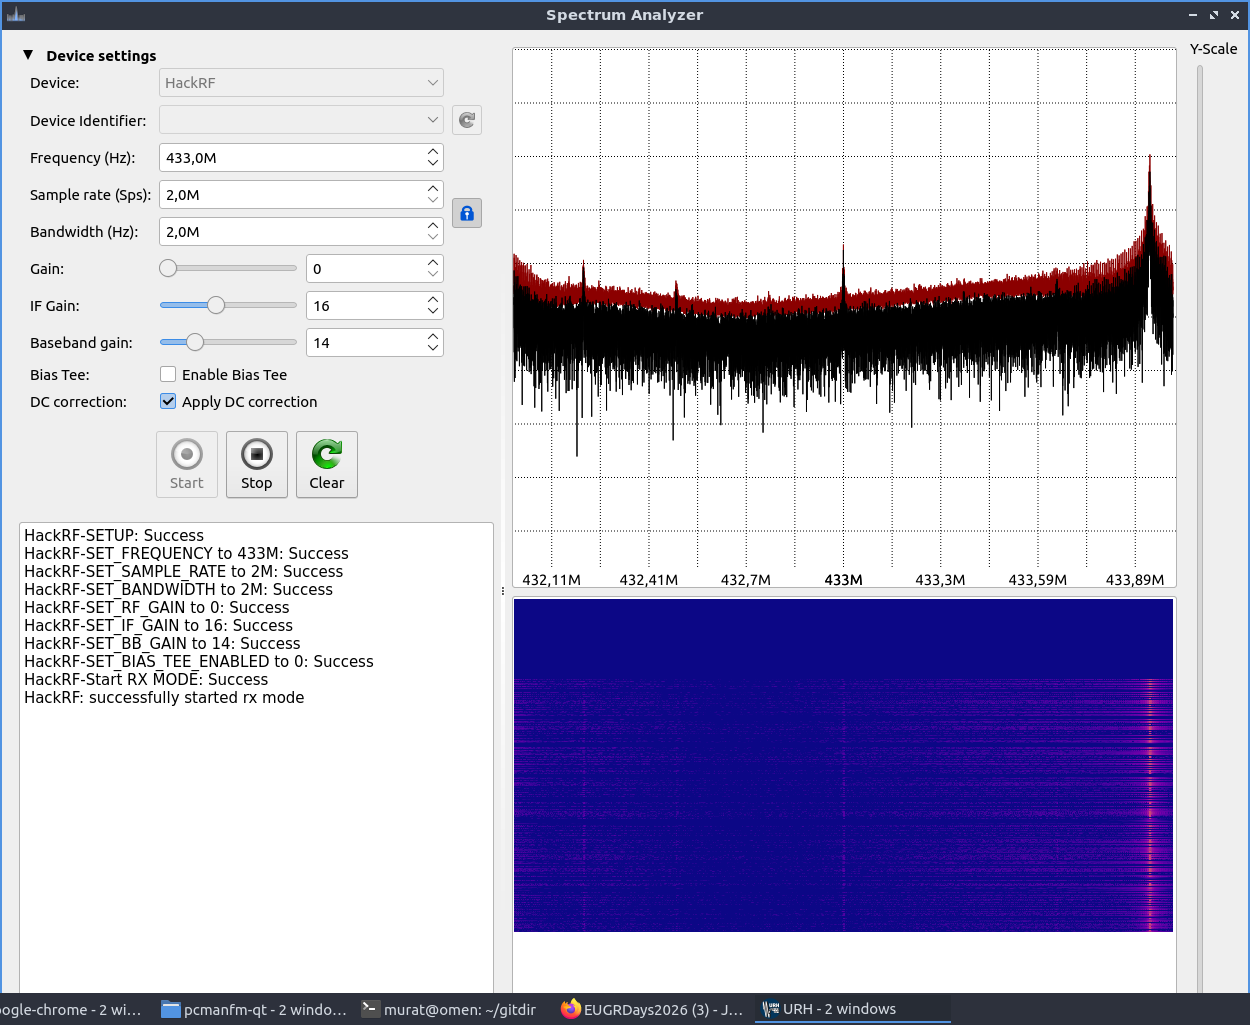 Spectrum Analyzer
Device settings
Device: HackRF
Device Identifier:
Frequency (Hz): 433,0M
Sample rate (Sps): 2,0M
Bandwidth (Hz): 2,0M
Gain: 0
IF Gain: 16
Baseband gain: 14
Bias Tee: Enable Bias Tee
DC correction: Apply DC correction
Start Stop Clear
HackRF-SETUP: Success
HackRF-SET_FREQUENCY to 433M: Success
HackRF-SET_SAMPLE_RATE to 2M: Success
HackRF-SET_BANDWIDTH to 2M: Success
HackRF-SET_RF_GAIN to 0: Success
HackRF-SET_IF_GAIN to 16: Success
HackRF-SET_BB_GAIN to 14: Success
HackRF-SET_BIAS_TEE_ENABLED to 0: Success
HackRF-Start RX MODE: Success
HackRF: successfully started rx mode
Y-Scale
432,11M 432,41M 432,7M 433M 433,3M 433,59M 433,89M
oogle-chrome - 2 wi... pcmanfm-qt - 2 windo... murat@omen: ~/gitdir EUGRDays2026 (3) - J... URH - 2 windows